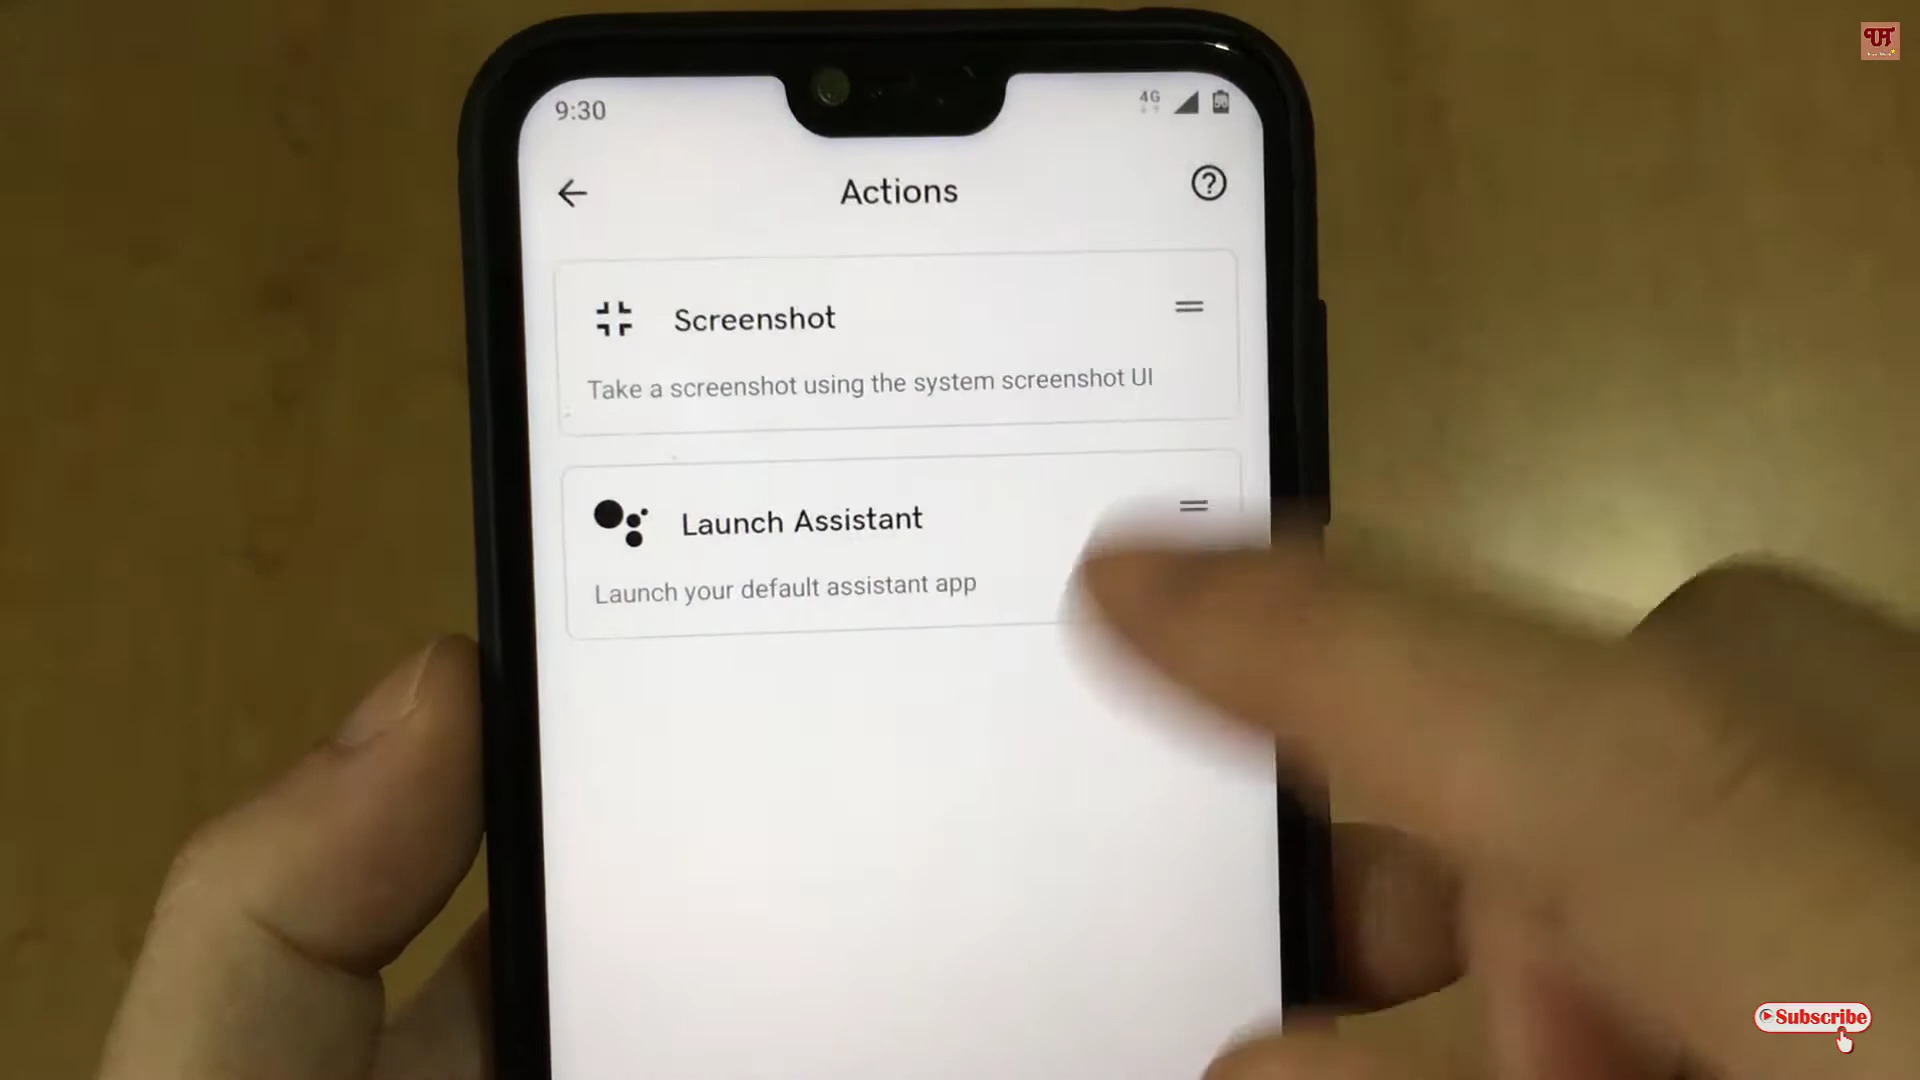 9:30
4G
Actions
Screenshot
Take a screenshot using the system screenshot UI
Launch Assistant
Launch your default assistant app
Subscribe